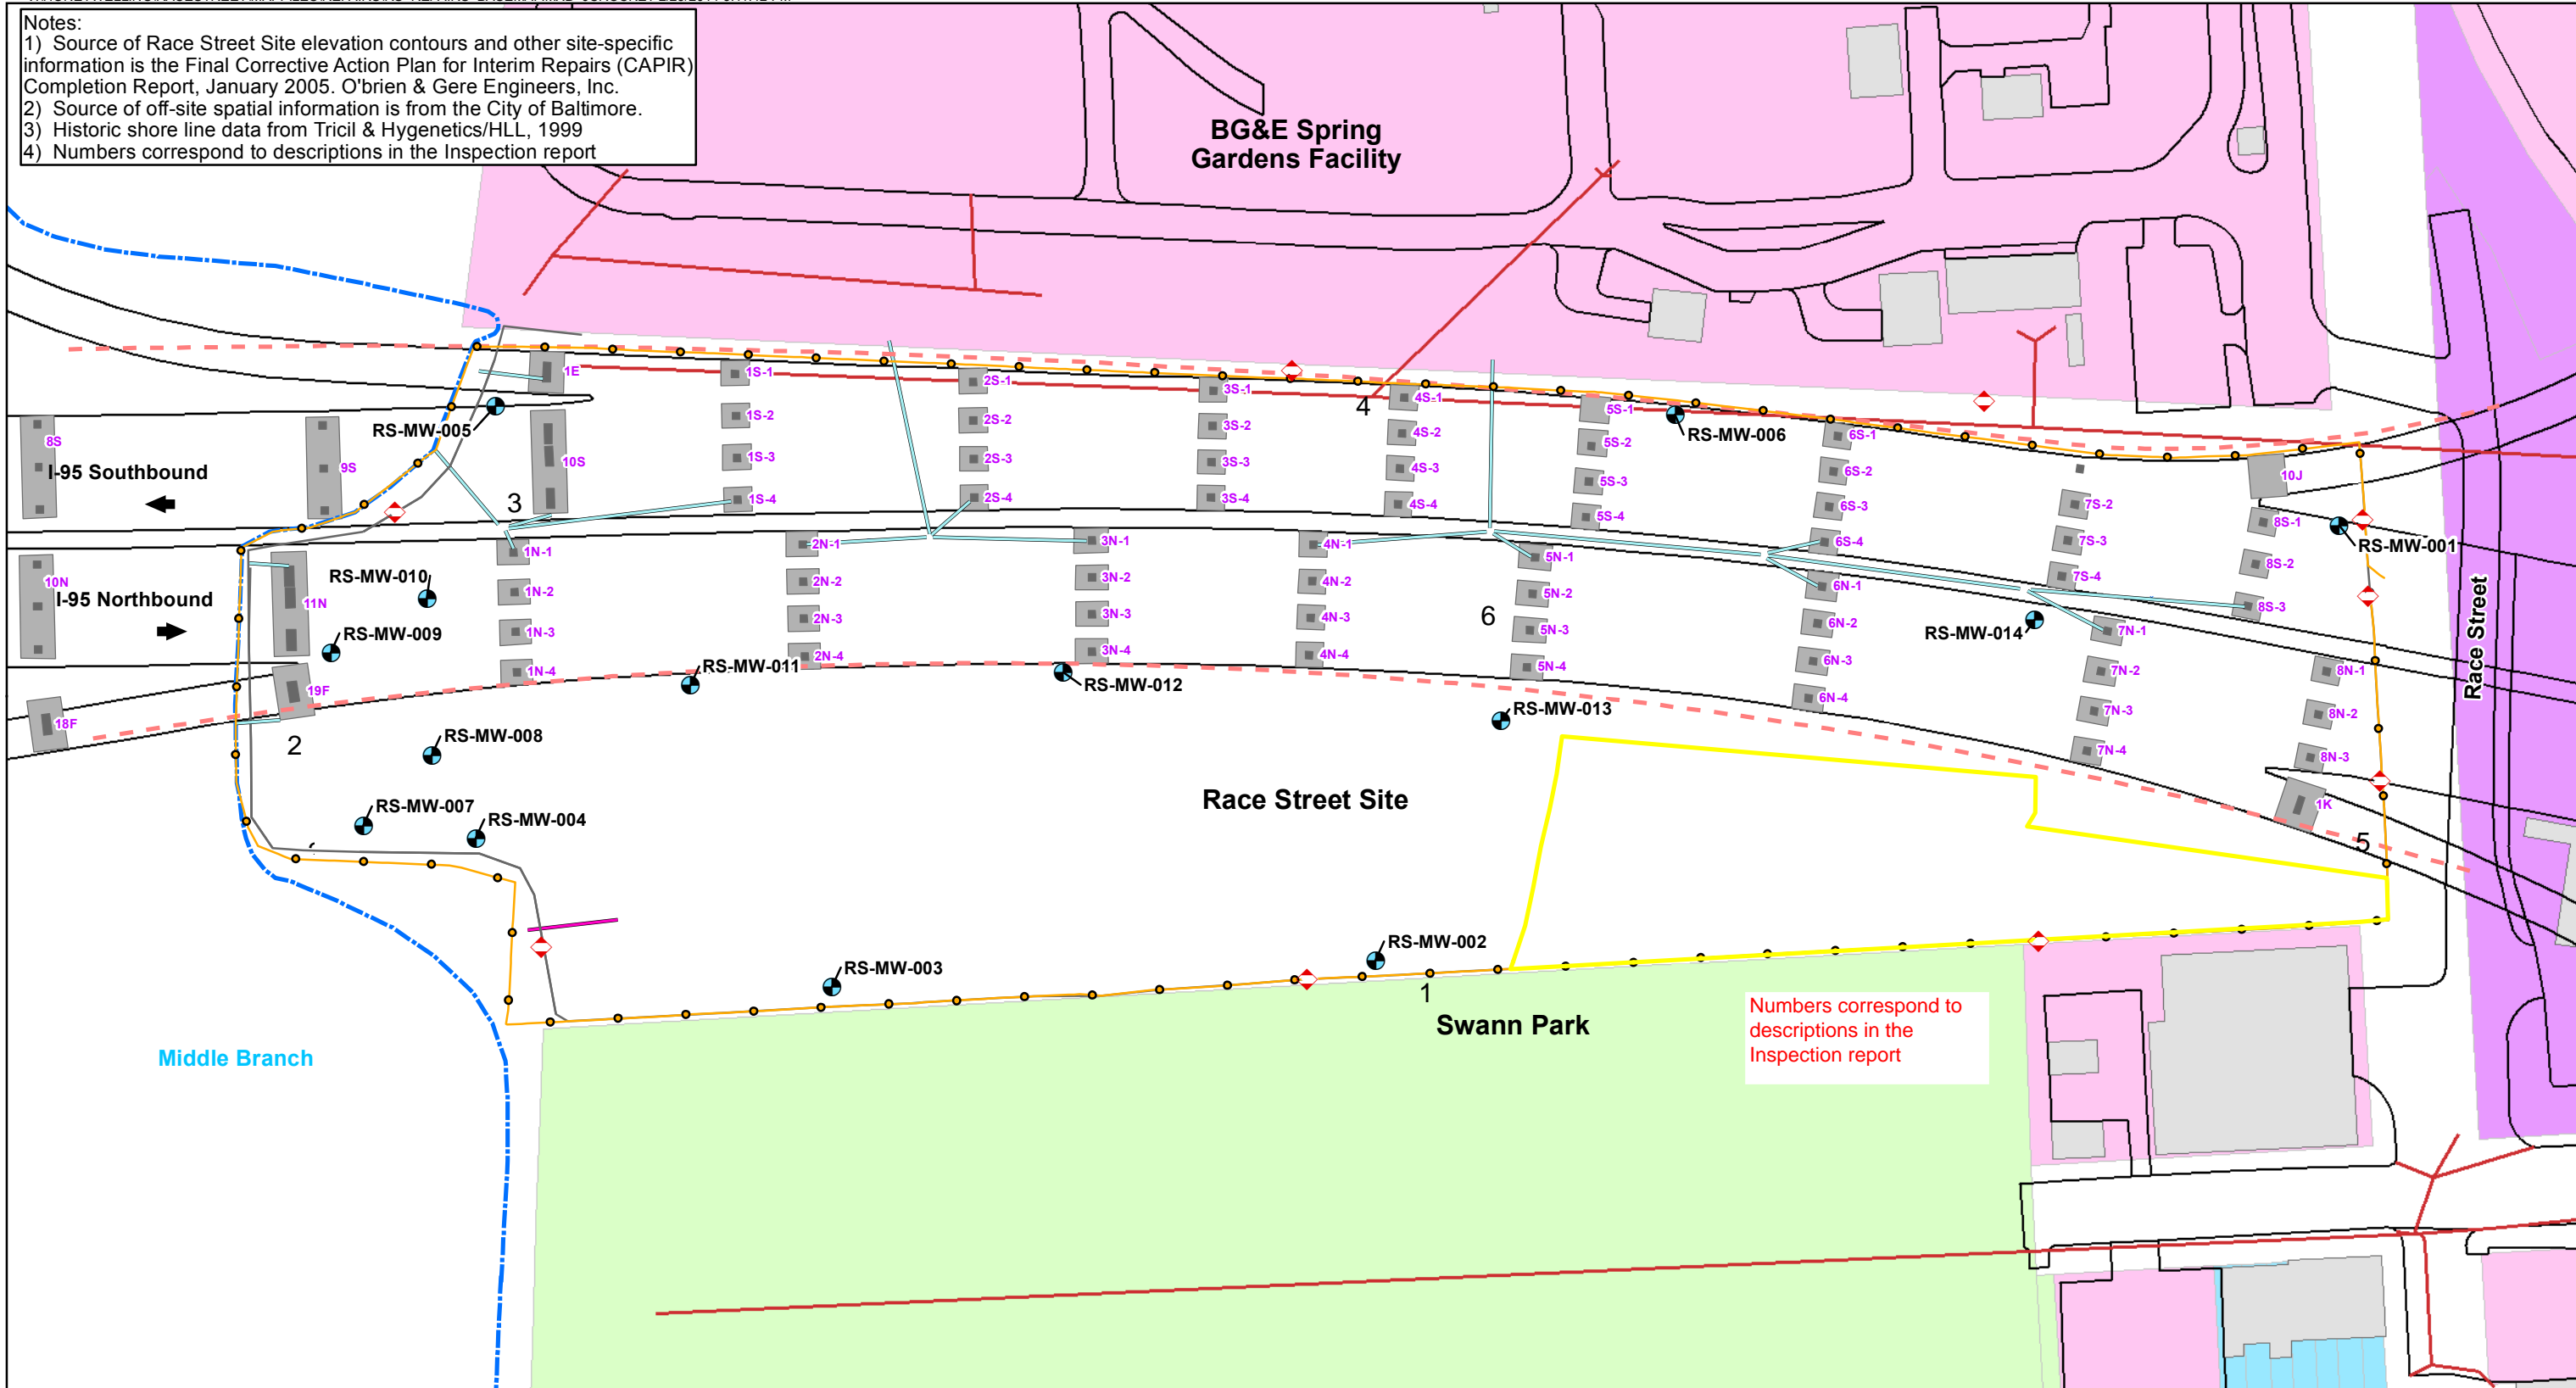 Notes:
1) Source of Race Street Site elevation contours and other site-specific
information is the Final Corrective Action Plan for Interim Repairs (CAPIR)
Completion Report, January 2005. O'brien & Gere Engineers, Inc.
2) Source of off-site spatial information is from the City of Baltimore.
3) Historic shore line data from Tricil & Hygenetics/HLL, 1999
4) Numbers correspond to descriptions in the Inspection report
BG&E Spring
Gardens Facility
1E
1S-1
2S-1
3S-1
4
4S-1
5S-1
RS-MW-005
1S-2
2S-2
3S-2
4S-2
5S-2
RS-MW-006
6S-1
8S
9S
10S
1S-3
2S-3
3S-3
4S-3
5S-3
6S-2
10J
I-95 Southbound
3
1S-4
2S-4
3S-4
4S-4
5S-4
6S-3
7S-2
8S-1
RS-MW-001
1N-1
2N-1
3N-1
4N-1
5N-1
6S-4
7S-3
8S-2
10N
11N
RS-MW-010
1N-2
2N-2
3N-2
4N-2
5N-2
6N-1
7S-4
8S-3
I-95 Northbound
RS-MW-009
1N-3
2N-3
3N-3
4N-3
6
5N-3
6N-2
RS-MW-014
7N-1
Race Street
1N-4
RS-MW-011
2N-4
3N-4
4N-4
5N-4
6N-3
7N-2
8N-1
19F
RS-MW-012
RS-MW-013
6N-4
7N-3
8N-2
18F
2
RS-MW-008
7N-4
8N-3
RS-MW-007
RS-MW-004
Race Street Site
1K
5
RS-MW-003
RS-MW-002
1
Swann Park
Numbers correspond to
descriptions in the
Inspection report
Middle Branch